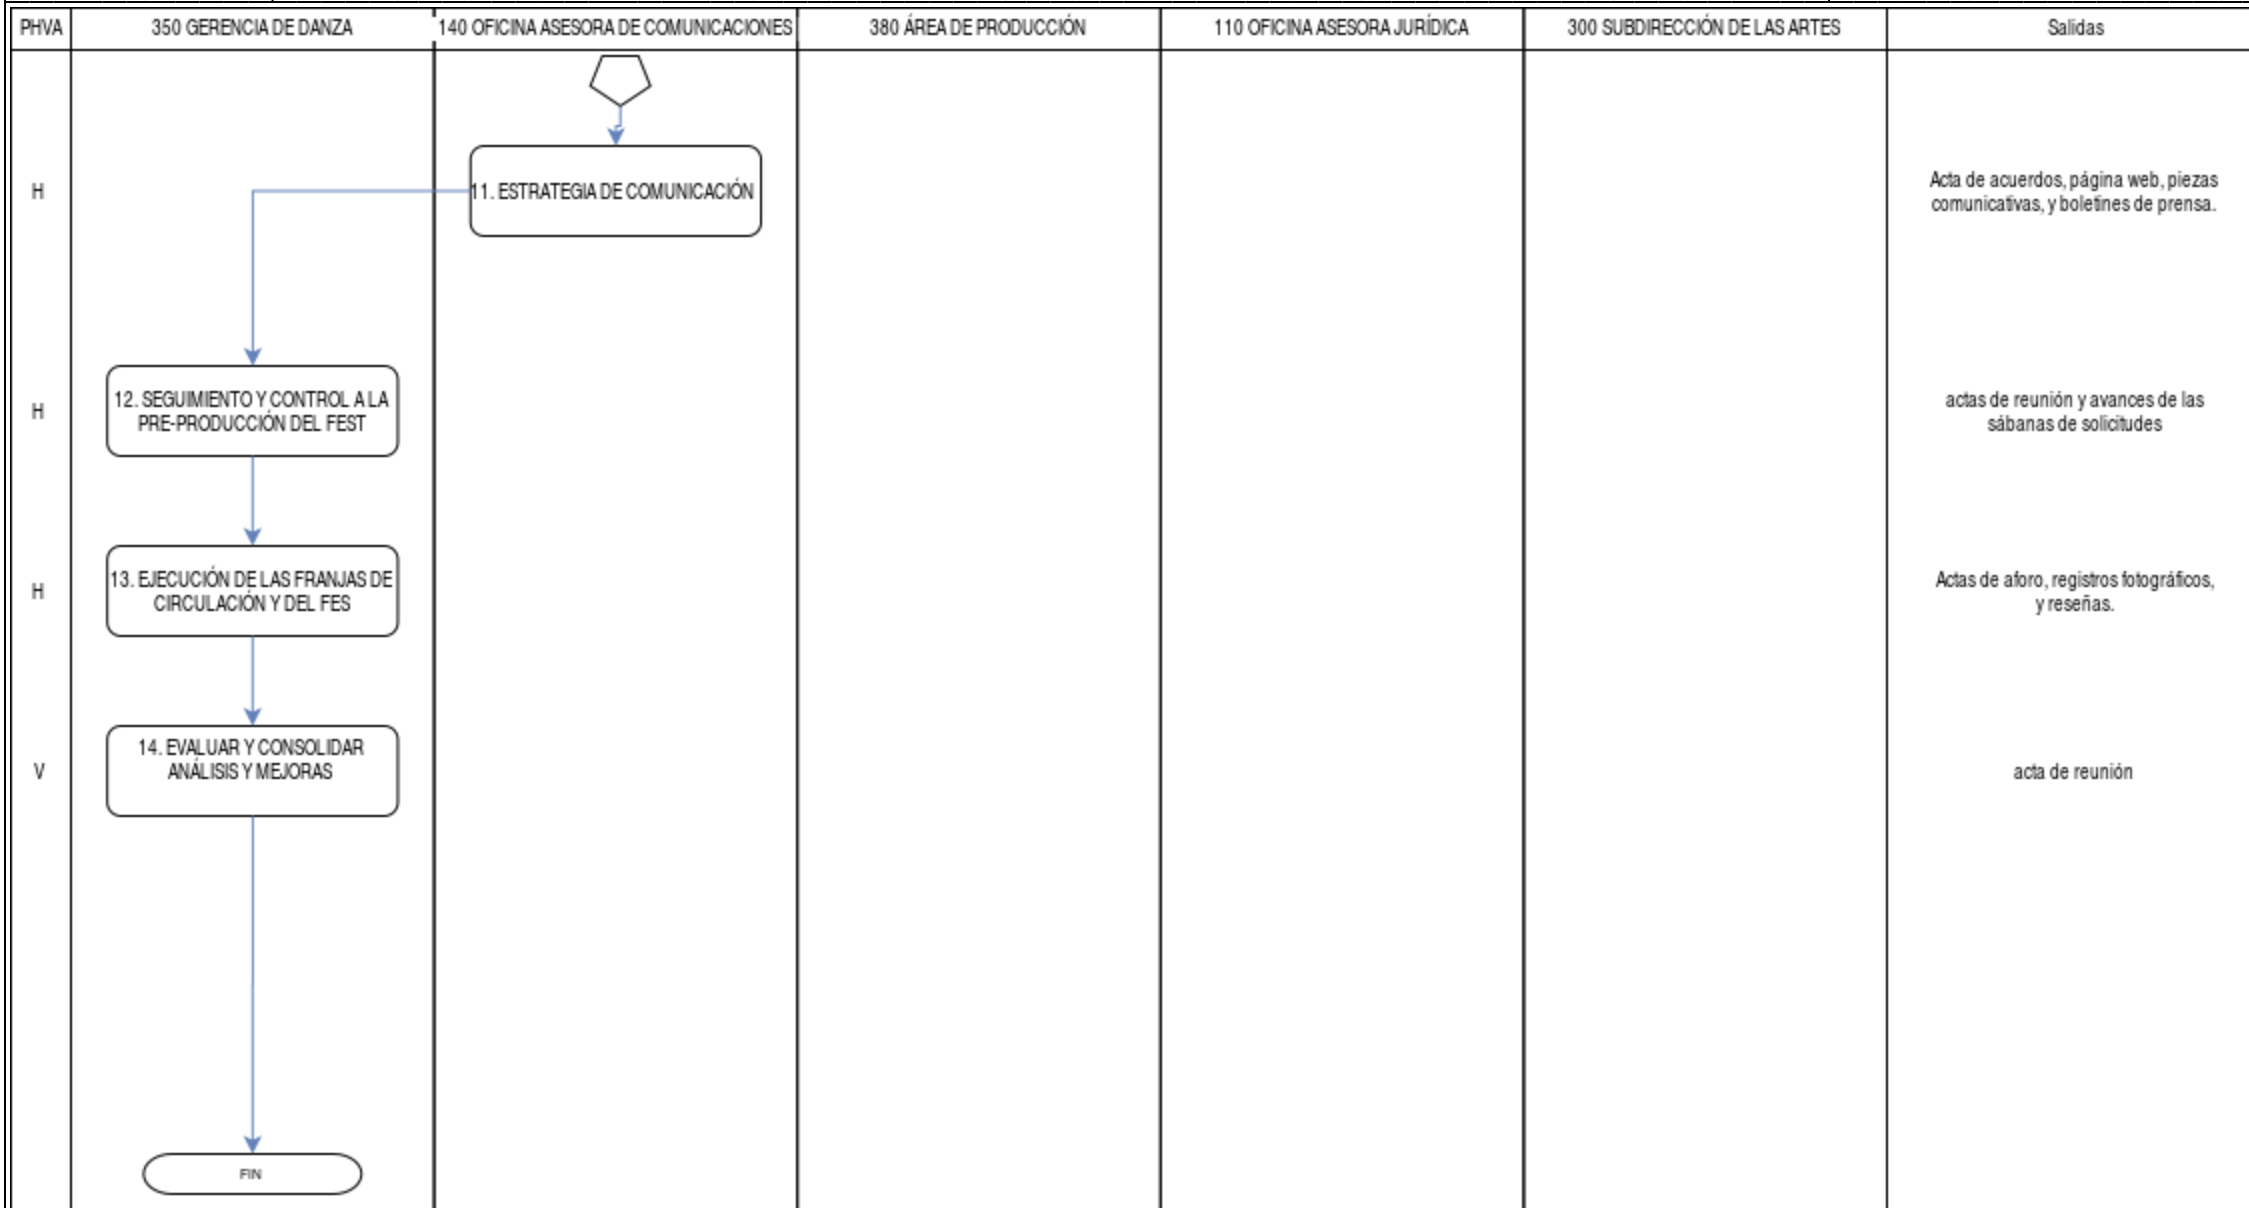 PHVA
350 GERENCIA DE DANZA
140 OFICINA ASESORA DE COMUNICACIONES
380 ÁREA DE PRODUCCIÓN
110 OFICINA ASESORA JURÍDICA
300 SUBDIRECCIÓN DE LAS ARTES
Salidas
H
11. ESTRATEGIA DE COMUNICACIÓN
Acta de acuerdos, página web, piezas
comunicativas, y boletines de prensa.
H
12. SEGUIMIENTO Y CONTROL A LA
PRE-PRODUCCIÓN DEL FEST
actas de reunión y avances de las
sábanas de solicitudes
H
13. EJECUCIÓN DE LAS FRANJAS DE
CIRCULACIÓN Y DEL FES
Actas de aforo, registros fotográficos,
y reseñas.
V
14. EVALUAR Y CONSOLIDAR
ANÁLISIS Y MEJORAS
acta de reunión
FIN